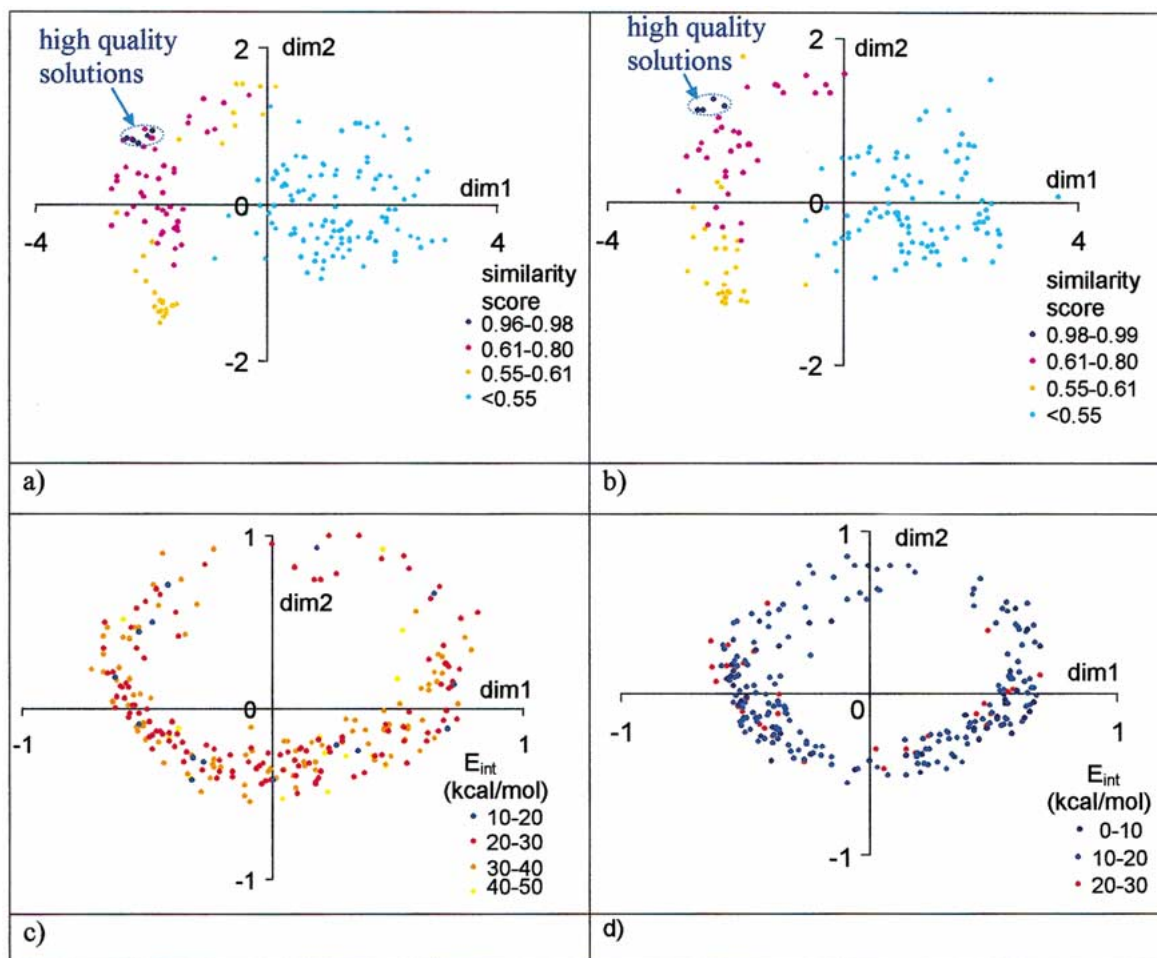 high quality
solutions
2
dim2
dim1
-4
0
4
-2
similarity
score
0.96-0.98
0.61-0.80
0.55-0.61
<0.55
a)
high quality
solutions
2
dim2
dim1
-4
0
4
-2
similarity
score
0.98-0.99
0.61-0.80
0.55-0.61
<0.55
b)
1
dim2
dim1
-1
0
1
-1
E_int
(kcal/mol)
10-20
20-30
30-40
40-50
c)
1
dim2
dim1
-1
0
1
-1
E_int
(kcal/mol)
0-10
10-20
20-30
d)